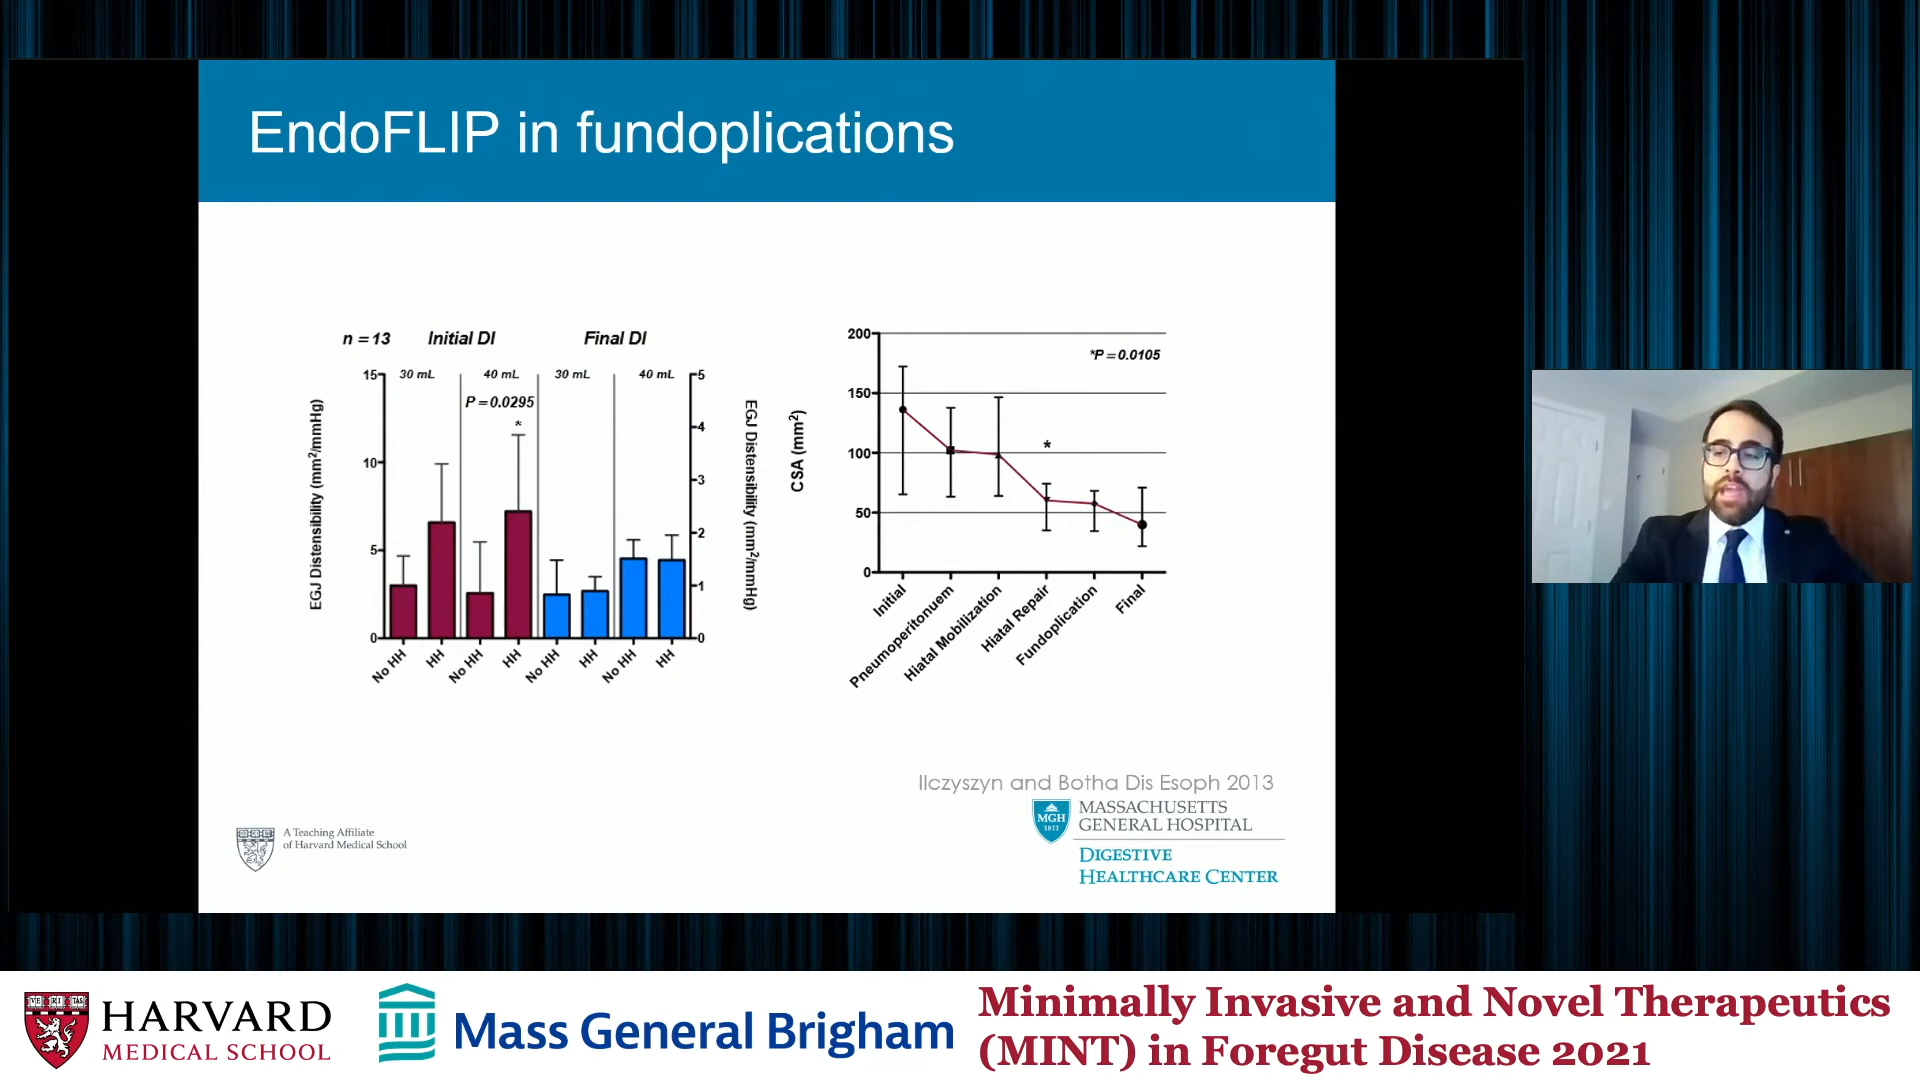 EndoFLIP in fundoplications
n = 13
Initial DI
Final DI
30 mL
40 mL
30 mL
40 mL
P = 0.0295
*
15
10
5
0
5
4
3
2
1
0
EGJ Distensibility (mm²/mmHg)
EGJ Distensibility (mm²/mmHg)
No HH
HH
No HH
HH
No HH
HH
No HH
HH
*P = 0.0105
*
200
150
100
50
0
CSA (mm²)
Initial
Pneumoperitonuem
Hiatal Mobilization
Hiatal Repair
Fundoplication
Final
Ilczyszyn and Botha Dis Esoph 2013
A Teaching Affiliate
of Harvard Medical School
MGH
1811
MASSACHUSETTS
GENERAL HOSPITAL
DIGESTIVE
HEALTHCARE CENTER
VE RI TAS
HARVARD
MEDICAL SCHOOL
Mass General Brigham
Minimally Invasive and Novel Therapeutics
(MINT) in Foregut Disease 2021